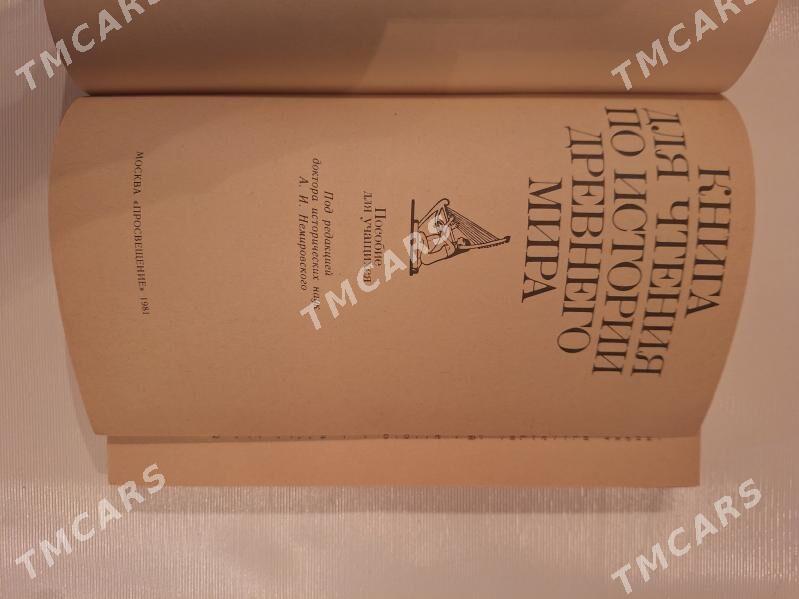 КНИГА
ДЛЯ ЧТЕНИЯ
ПО ИСТОРИИ
ДРЕВНЕГО
МИРА
Пособие
для учащихся
Под редакцией
доктора исторических наук
А. И. Немировского
МОСКВА «ПРОСВЕЩЕНИЕ» 1981
TMCARS
TMCARS
TMCARS
TMCARS
TMCARS